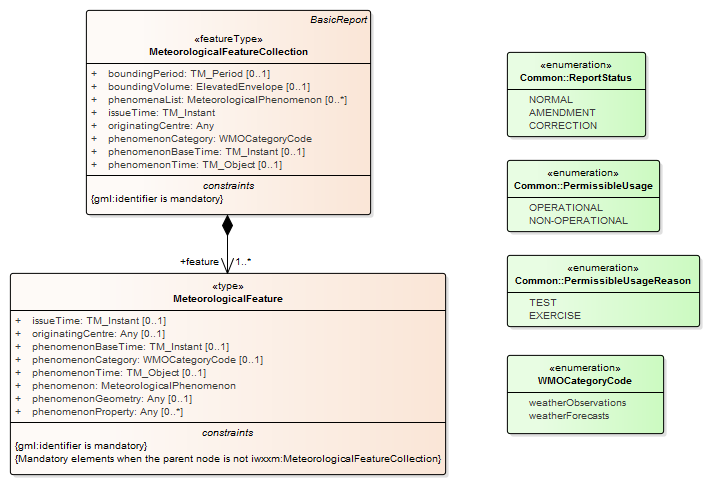 BasicReport
«featureType»
MeteorologicalFeatureCollection
+ boundingPeriod: TM_Period [0..1]
+ boundingVolume: ElevatedEnvelope [0..1]
+ phenomenaList: MeteorologicalPhenomenon [0..*]
+ issueTime: TM_Instant
+ originatingCentre: Any
+ phenomenonCategory: WMOCategoryCode
+ phenomenonBaseTime: TM_Instant [0..1]
+ phenomenonTime: TM_Object [0..1]
constraints
{gml:identifier is mandatory}
+feature
1..*
«type»
MeteorologicalFeature
+ issueTime: TM_Instant [0..1]
+ originatingCentre: Any [0..1]
+ phenomenonBaseTime: TM_Instant [0..1]
+ phenomenonCategory: WMOCategoryCode [0..1]
+ phenomenonTime: TM_Object [0..1]
+ phenomenon: MeteorologicalPhenomenon
+ phenomenonGeometry: Any [0..1]
+ phenomenonProperty: Any [0..*]
constraints
{gml:identifier is mandatory}
{Mandatory elements when the parent node is not iwxxm:MeteorologicalFeatureCollection}
«enumeration»
Common::ReportStatus
NORMAL
AMENDMENT
CORRECTION
«enumeration»
Common::PermissibleUsage
OPERATIONAL
NON-OPERATIONAL
«enumeration»
Common::PermissibleUsageReason
TEST
EXERCISE
«enumeration»
WMOCategoryCode
weatherObservations
weatherForecasts